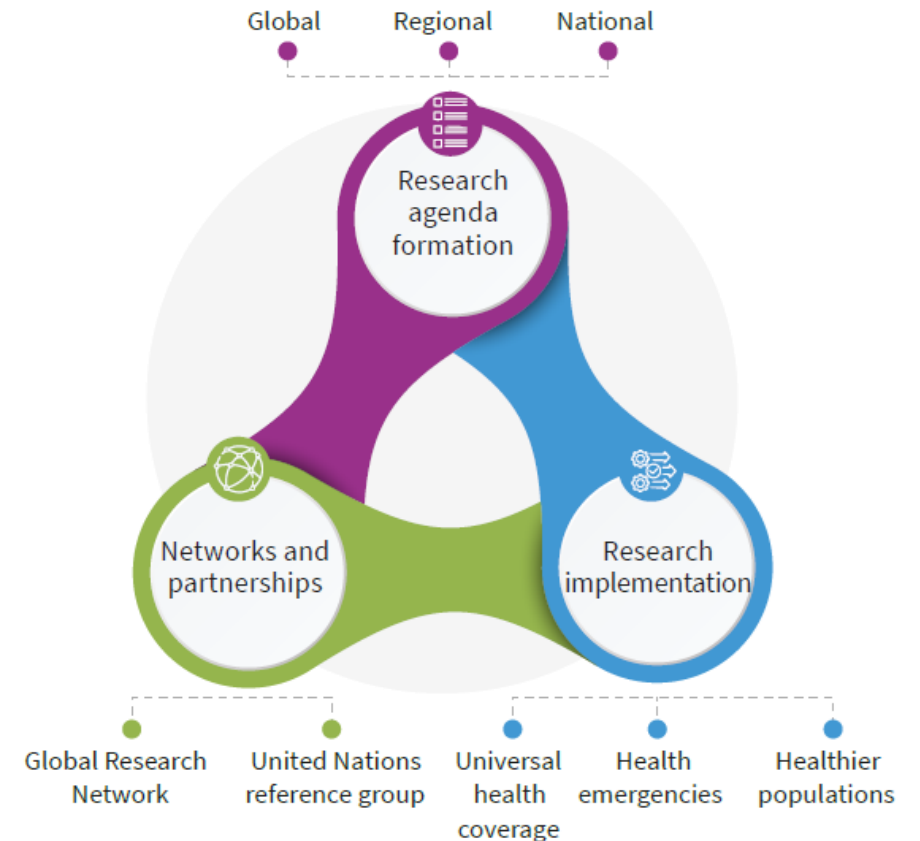 Global
Regional
National
Research
agenda
formation
Networks and
partnerships
Research
implementation
Global Research
Network
United Nations
reference group
Universal
health
coverage
Health
emergencies
Healthier
populations